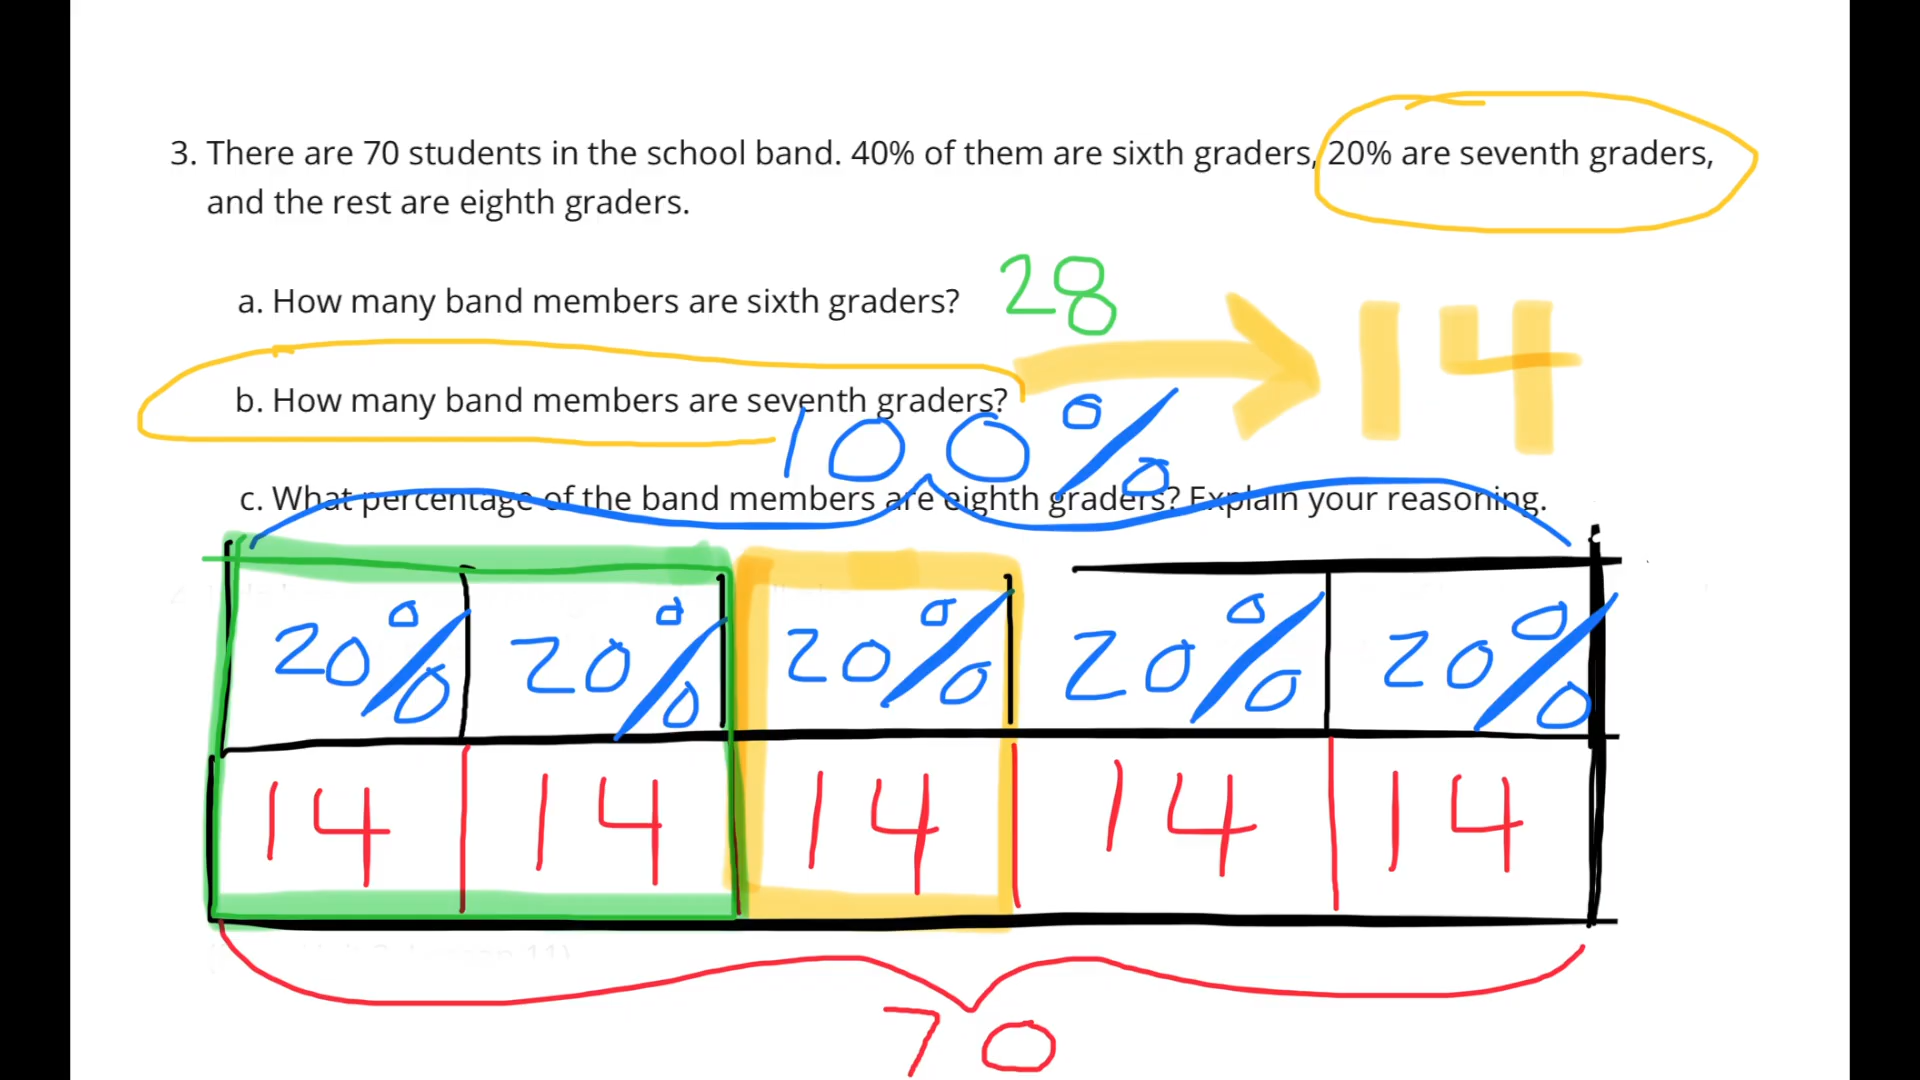 3. There are 70 students in the school band. 40% of them are sixth graders, 20% are seventh graders,
and the rest are eighth graders.
a. How many band members are sixth graders? 28
b. How many band members are seventh graders? 14
100%
c. What percentage of the band members are eighth graders? Explain your reasoning.
20% 20% 20% 20% 20%
14 14 14 14 14
70